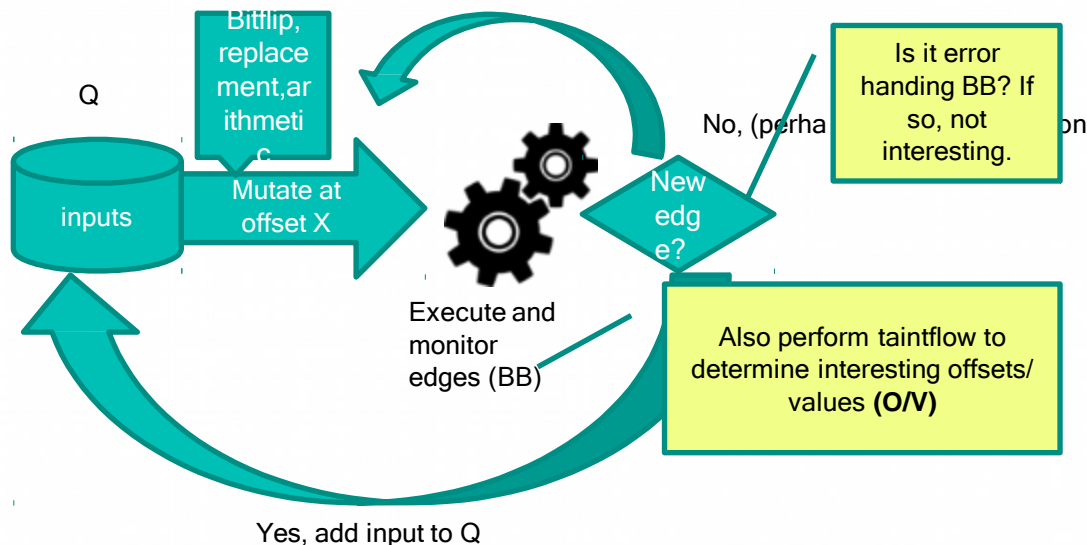 Bitflip,
replace
ment,ar
ithmeti
c
Q
inputs
Mutate at
offset X
New
edg
e?
No, (perha
on
Is it error
handing BB? If
so, not
interesting.
Execute and
monitor
edges (BB)
Also perform taintflow to
determine interesting offsets/
values (O/V)
Yes, add input to Q